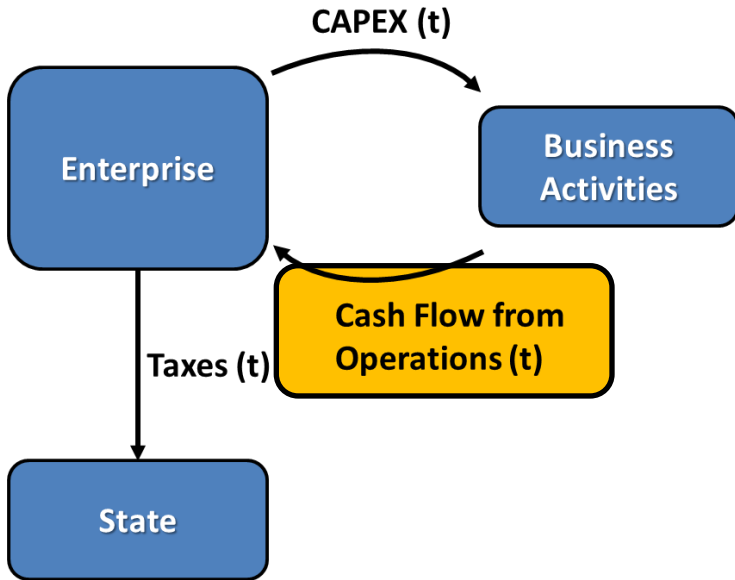 CAPEX (t)
Enterprise
Business
Activities
Cash Flow from
Operations (t)
Taxes (t)
State